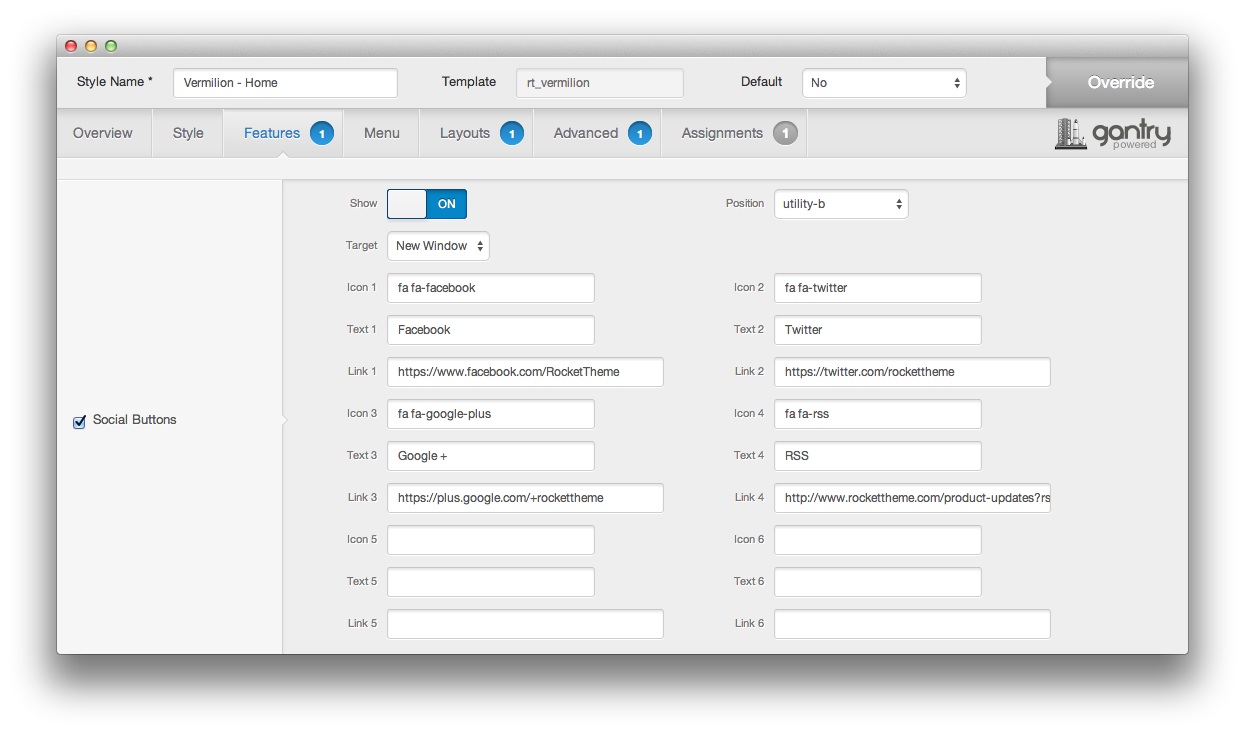 Style Name * Vermilion - Home Template rt_vermilion Default No Override
Overview Style Features 1 Menu Layouts 1 Advanced 1 Assignments 1 gantry
powered
Show ON Position utility-b
Target New Window
Icon 1 fa fa-facebook Icon 2 fa fa-twitter
Text 1 Facebook Text 2 Twitter
Link 1 https://www.facebook.com/RocketTheme Link 2 https://twitter.com/rockettheme
Icon 3 fa fa-google-plus Icon 4 fa fa-rss
Social Buttons
Text 3 Google + Text 4 RSS
Link 3 https://plus.google.com/+rockettheme Link 4 http://www.rockettheme.com/product-updates?rs
Icon 5 Icon 6
Text 5 Text 6
Link 5 Link 6